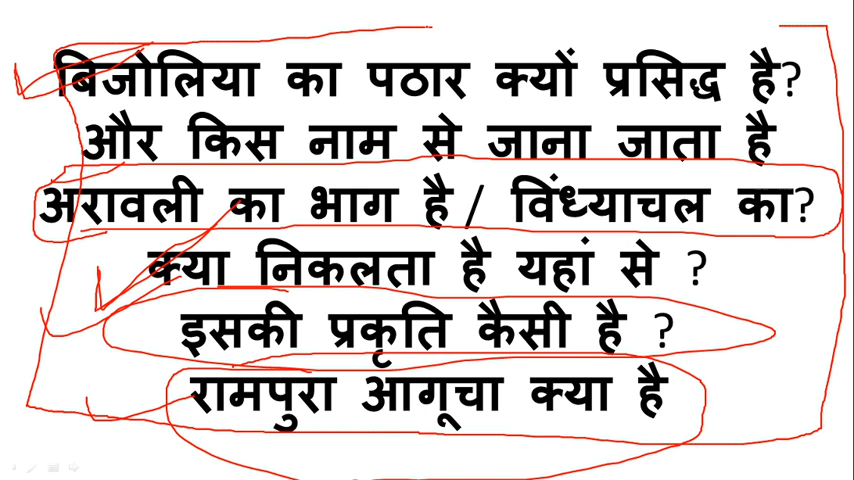 बिजोलिया का पठार क्यों प्रसिद्ध है?
और किस नाम से जाना जाता है
अरावली का भाग है / विंध्याचल का?
क्या निकलता है यहां से ?
इसकी प्रकृति कैसी है ?
रामपुरा आगूचा क्या है